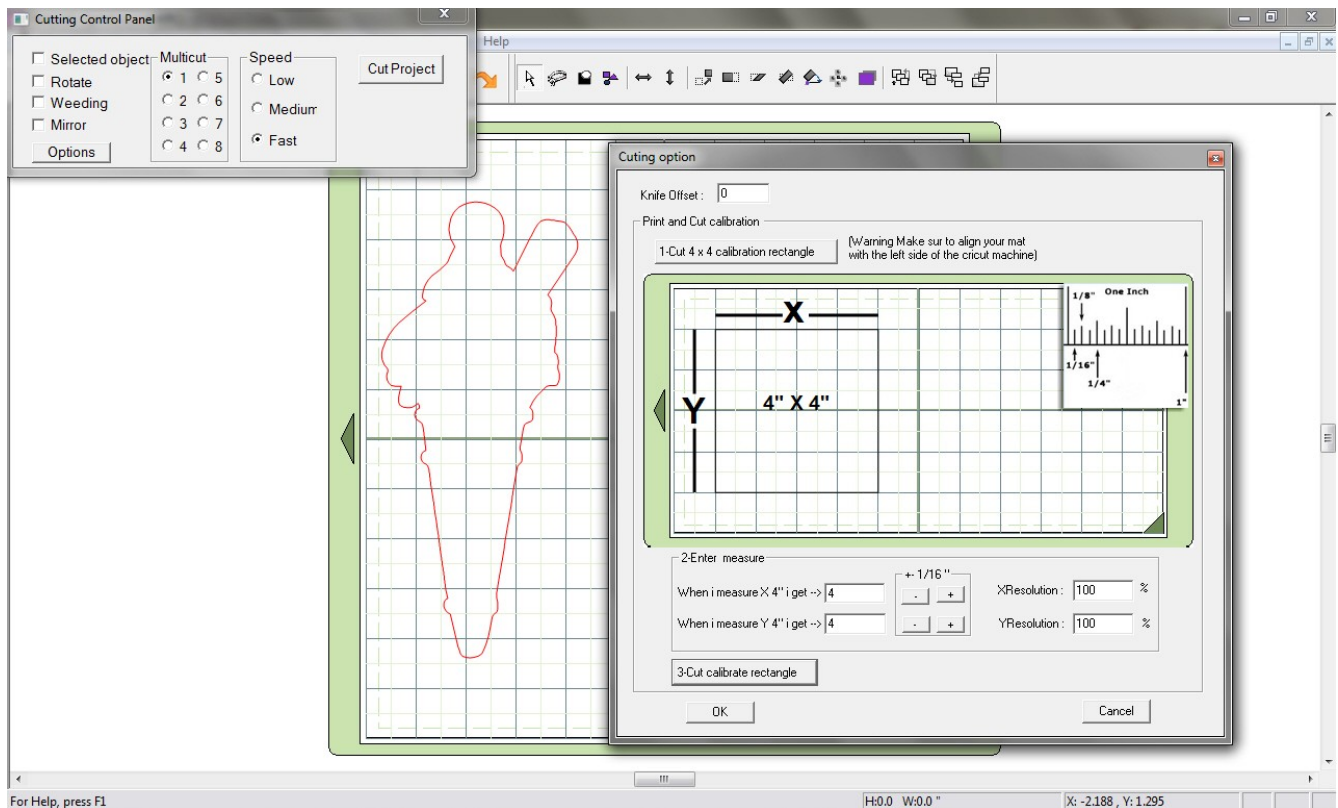 Cutting Control Panel
Help
Selected object
Rotate
Weeding
Mirror
Options
Multicut
1 5
2 6
3 7
4 8
Speed
Low
Medium
Fast
Cut Project
Cuting option
Knife Offset : 0
Print and Cut calibration
1-Cut 4 x 4 calibration rectangle
(Warning Make sur to align your mat
with the left side of the cricut machine)
X
Y
4" X 4"
1/8" One Inch
1/16"
1/4"
1"
2-Enter measure
When i measure X 4" i get --> 4
When i measure Y 4" i get --> 4
+- 1/16 "
- +
- +
XResolution : 100 %
YResolution : 100 %
3-Cut calibrate rectangle
OK
Cancel
For Help, press F1
H:0.0 W:0.0 "
X: -2.188 , Y: 1.295